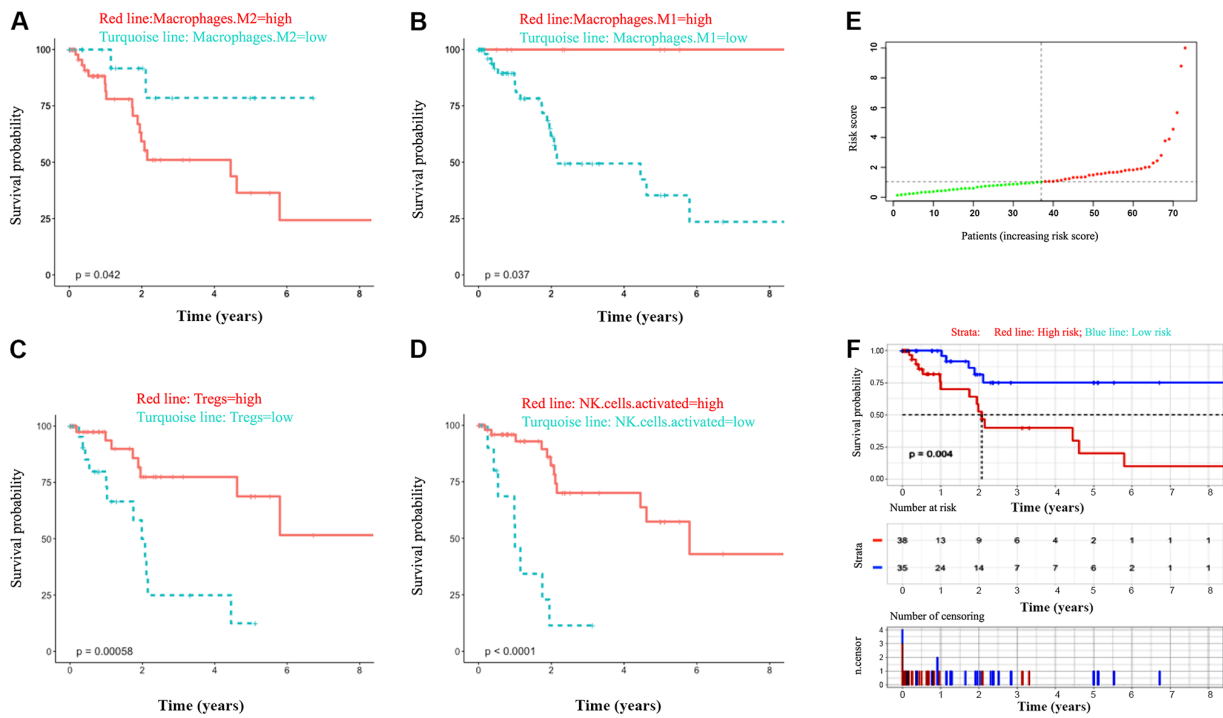 A
Red line:Macrophages.M2=high
Turquoise line: Macrophages.M2=low
Survival probability
100
75
50
25
0
p = 0.042
0 2 4 6 8
Time (years)
B
Red line:Macrophages.M1=high
Turquoise line: Macrophages.M1=low
Survival probability
100
75
50
25
0
p = 0.037
0 2 4 6 8
Time (years)
E
Risk score
10
8
6
4
2
0
0 10 20 30 40 50 60 70
Patients (increasing risk score)
C
Red line: Tregs=high
Turquoise line: Tregs=low
Survival probability
100
75
50
25
0
p = 0.00058
0 2 4 6 8
Time (years)
D
Red line: NK.cells.activated=high
Turquoise line: NK.cells.activated=low
Survival probability
100
75
50
25
0
p < 0.0001
0 2 4 6 8
Time (years)
F
Strata: Red line: High risk; Blue line: Low risk
Survival probability
1.00
0.75
0.50
0.25
0.00
p = 0.004
0 1 2 3 4 5 6 7 8
Time (years)
Number at risk
Strata
38 13 9 6 4 2 1 1 1
35 24 14 7 7 6 2 1 1
0 1 2 3 4 5 6 7 8
Time (years)
Number of censoring
n.censor
4
3
2
1
0
0 1 2 3 4 5 6 7 8
Time (years)